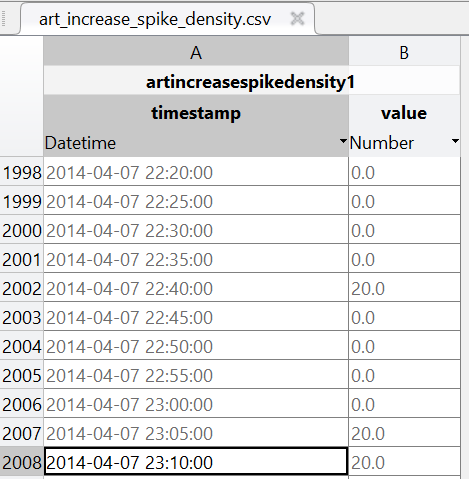 art_increase_spike_density.csv
A B
artincreasespikedensity1
timestamp value
Datetime Number
1998 2014-04-07 22:20:00 0.0
1999 2014-04-07 22:25:00 0.0
2000 2014-04-07 22:30:00 0.0
2001 2014-04-07 22:35:00 0.0
2002 2014-04-07 22:40:00 20.0
2003 2014-04-07 22:45:00 0.0
2004 2014-04-07 22:50:00 0.0
2005 2014-04-07 22:55:00 0.0
2006 2014-04-07 23:00:00 0.0
2007 2014-04-07 23:05:00 20.0
2008 2014-04-07 23:10:00 20.0